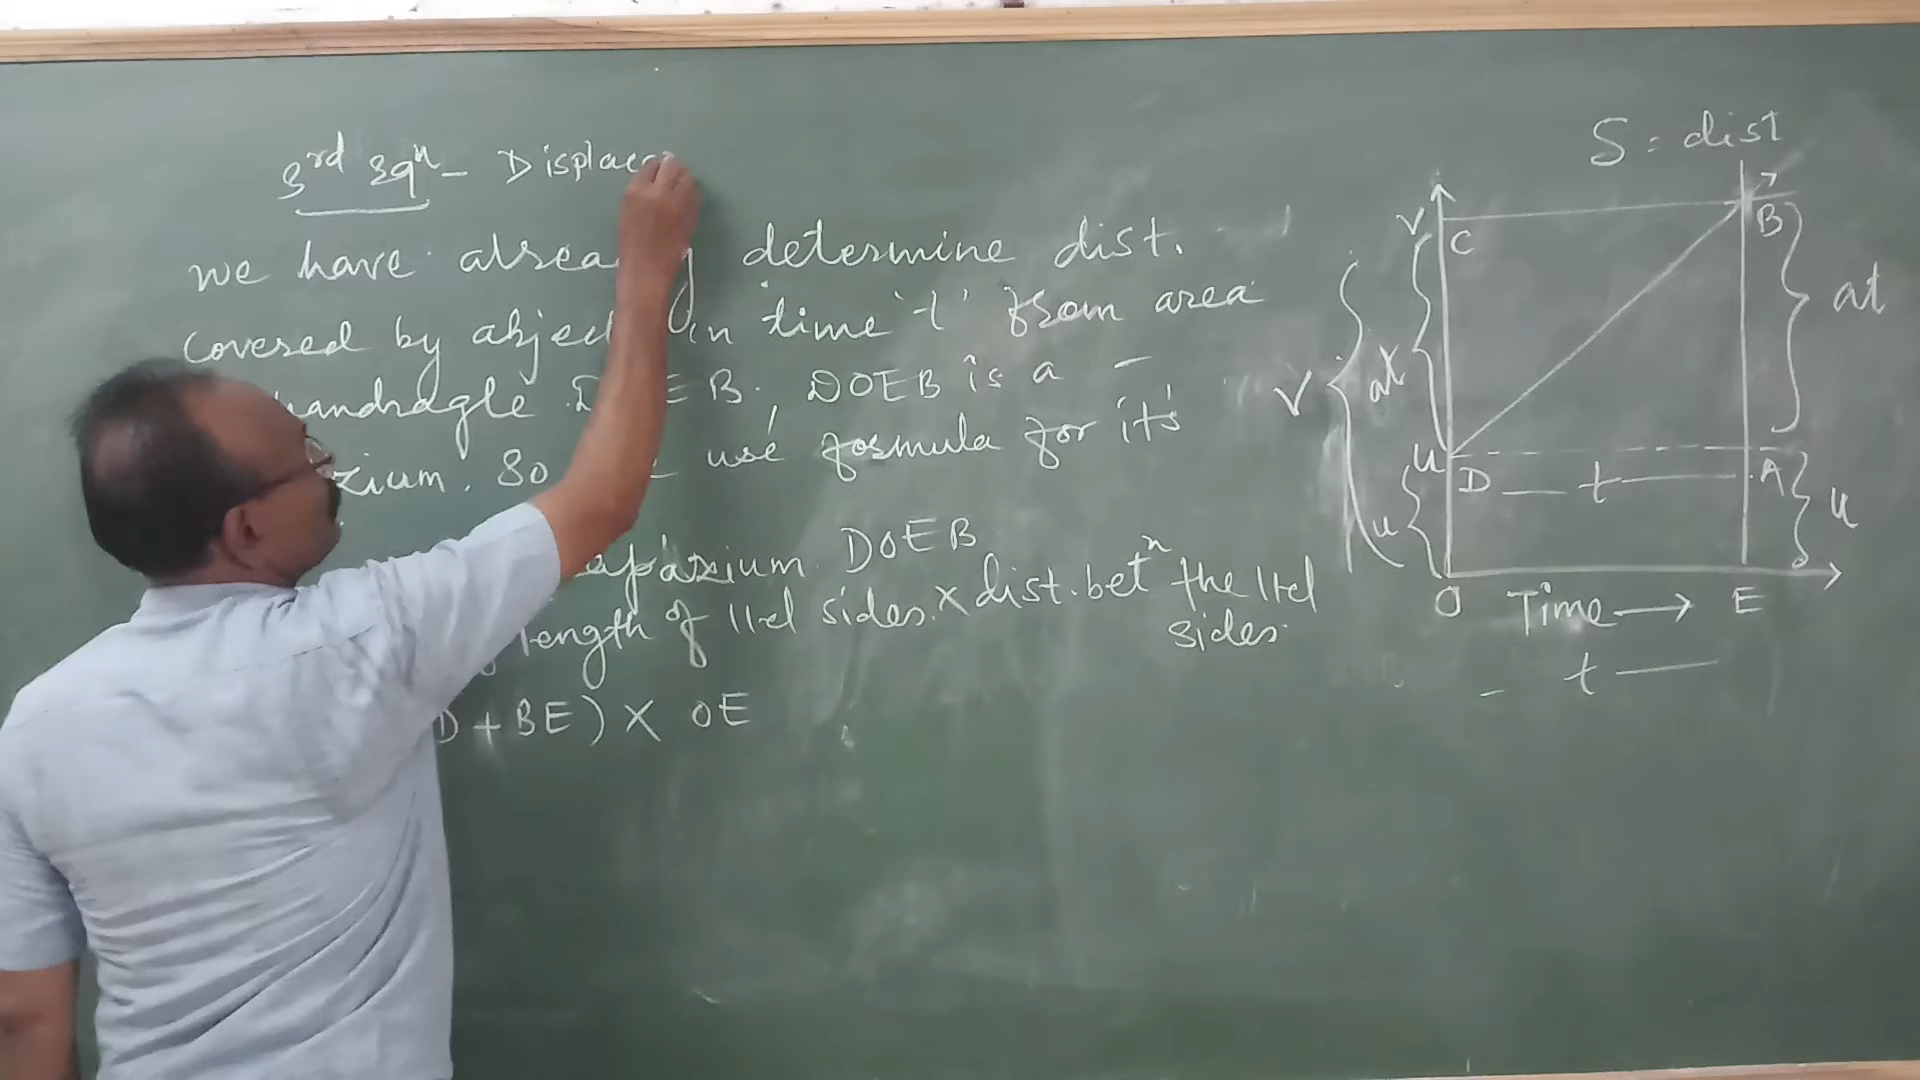 3rd Eqn - Displace
we have already determine dist.
covered by abject in time 't' from area
DOEB is a -
So use formula for it's
DOEB
length of ||el sides. × dist. betn the ||el
sides.
D + BE) × OE
S = dist
V
C
B
at
V
at
u
D
t
A
u
u
O
Time
E
t